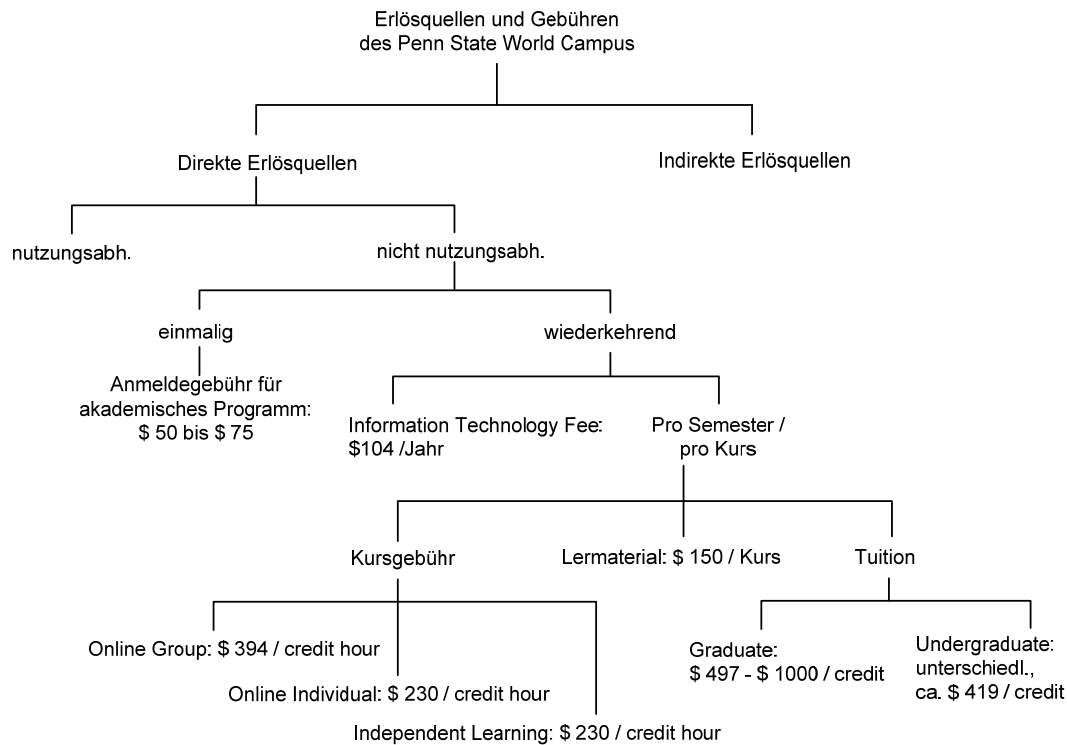 Erlösquellen und Gebühren
des Penn State World Campus
Direkte Erlösquellen
Indirekte Erlösquellen
nutzungsabh.
nicht nutzungsabh.
einmalig
wiederkehrend
Anmeldegebühr für
akademisches Programm:
$ 50 bis $ 75
Information Technology Fee:
$104 /Jahr
Pro Semester /
pro Kurs
Kursgebühr
Lermaterial: $ 150 / Kurs
Tuition
Online Group: $ 394 / credit hour
Online Individual: $ 230 / credit hour
Independent Learning: $ 230 / credit hour
Graduate:
$ 497 - $ 1000 / credit
Undergraduate:
unterschiedl.,
ca. $ 419 / credit